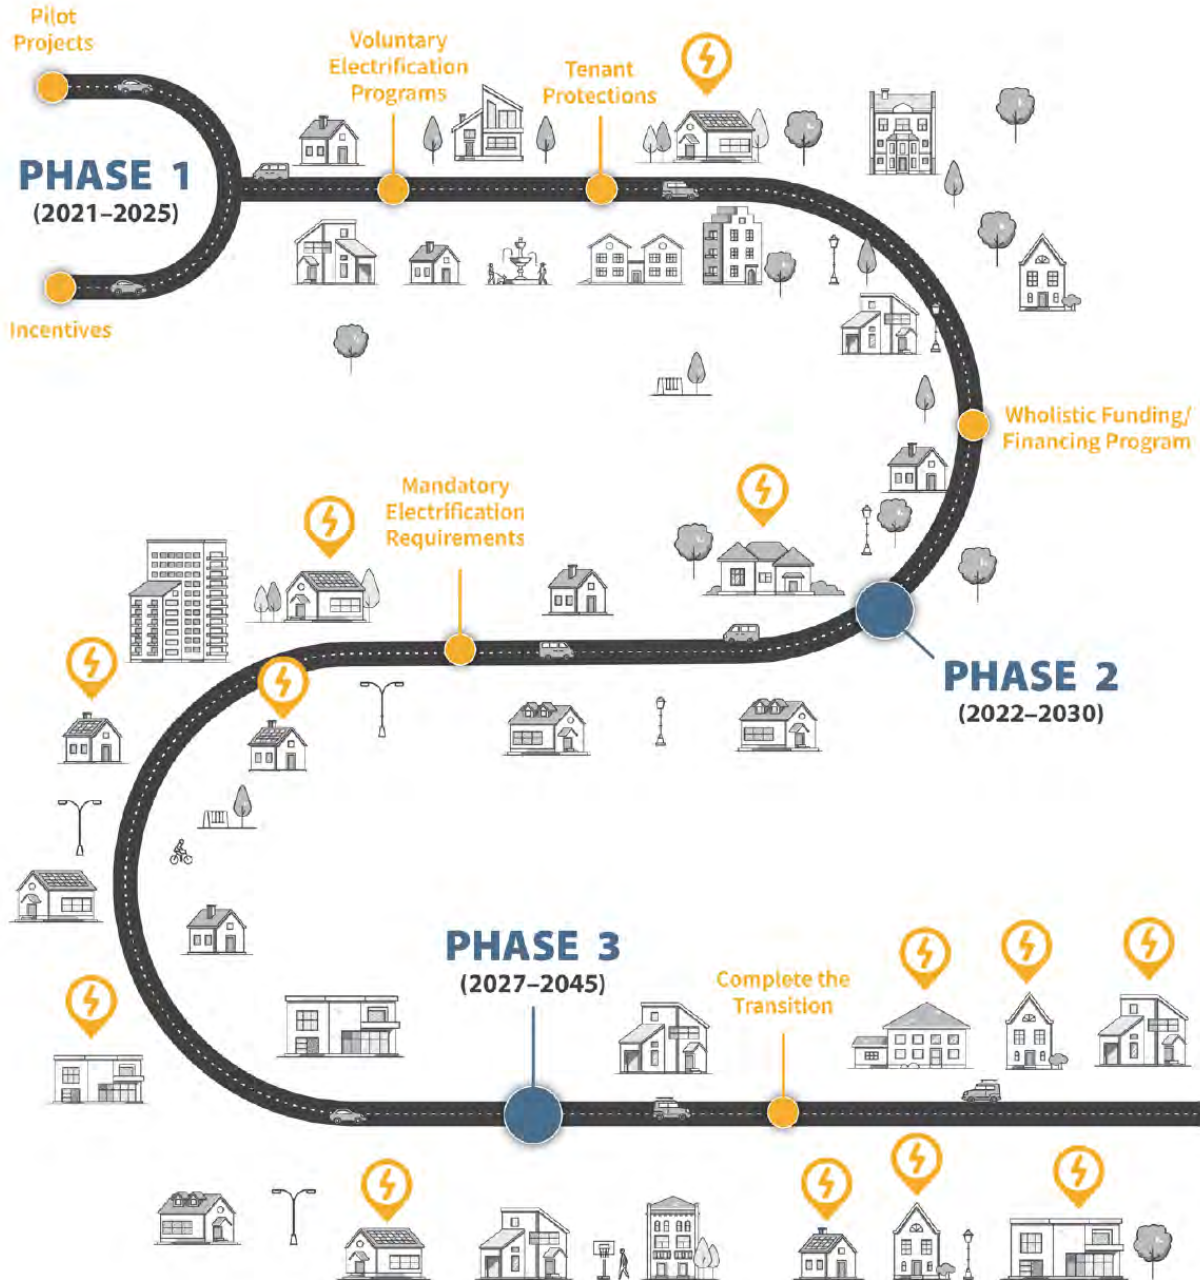 Pilot
Projects
Voluntary
Electrification
Programs
Tenant
Protections
PHASE 1
(2021–2025)
Incentives
Wholistic Funding/
Financing Program
Mandatory
Electrification
Requirements
PHASE 2
(2022–2030)
PHASE 3
(2027–2045)
Complete the
Transition